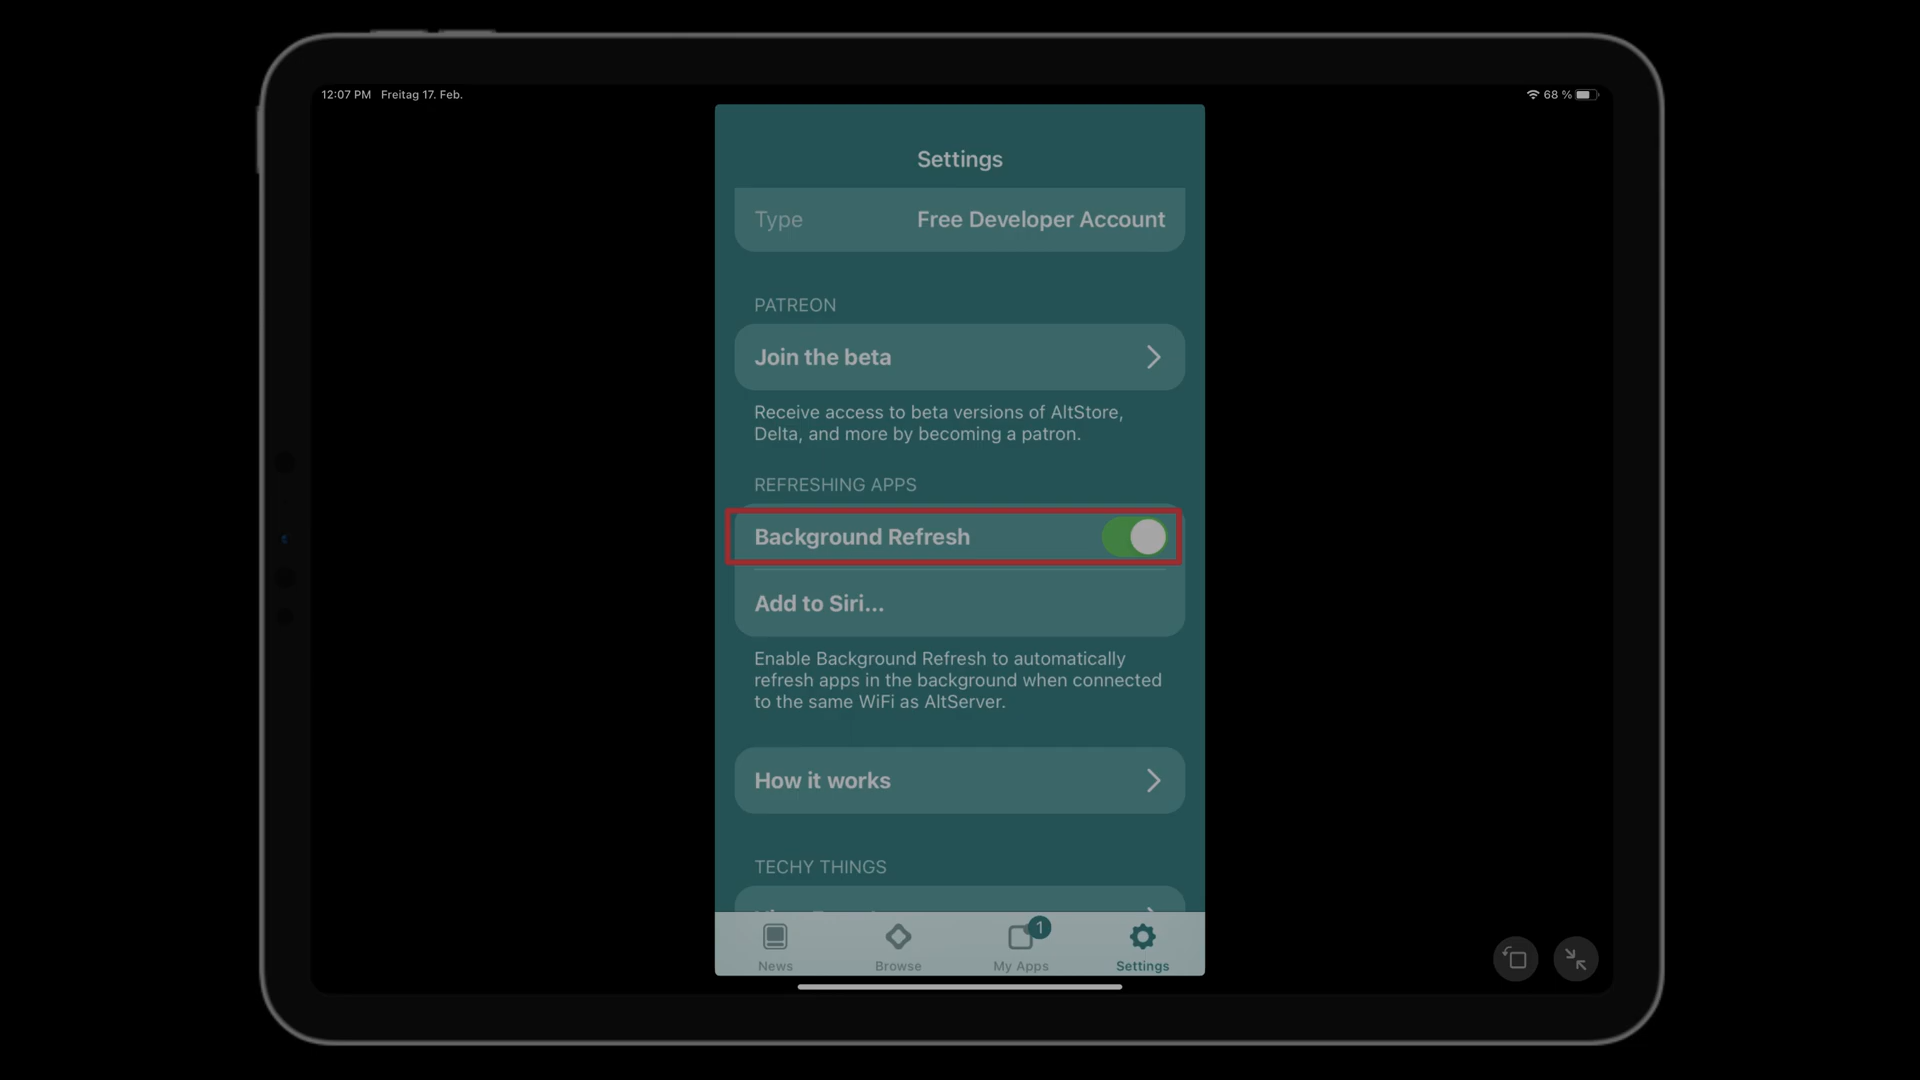 12:07 PM Freitag 17. Feb.
68 %
Settings
Type Free Developer Account
PATREON
Join the beta
Receive access to beta versions of AltStore,
Delta, and more by becoming a patron.
REFRESHING APPS
Background Refresh
Add to Siri...
Enable Background Refresh to automatically
refresh apps in the background when connected
to the same WiFi as AltServer.
How it works
TECHY THINGS
1
News Browse My Apps Settings